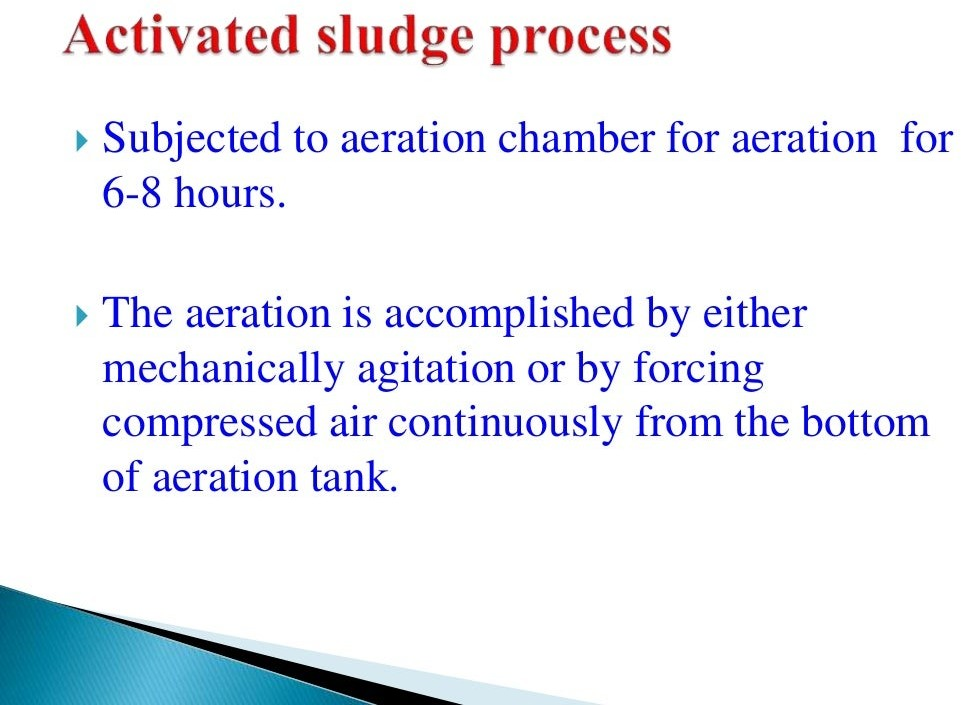 Activated sludge process
Subjected to aeration chamber for aeration  for
6-8 hours.
The aeration is accomplished by either
mechanically agitation or by forcing
compressed air continuously from the bottom
of aeration tank.